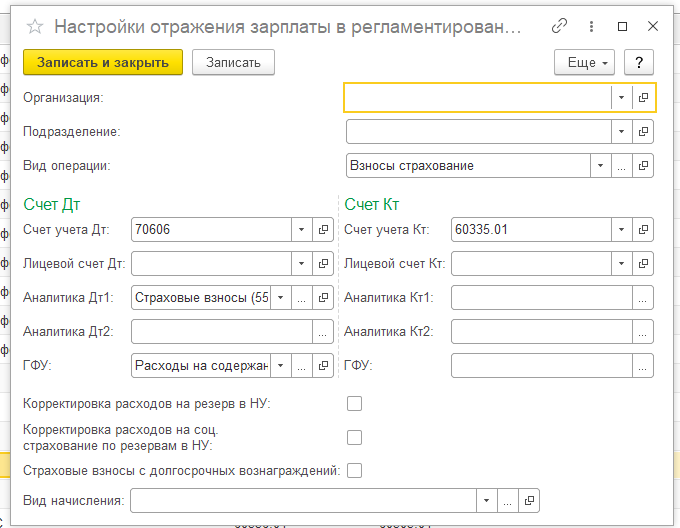 Настройки отражения зарплаты в регламентирован...
Записать и закрыть
Записать
Еще
?
Организация:
Подразделение:
Вид операции:
Взносы страхование
...
Счет Дт
Счет Кт
Счет учета Дт:
70606
Счет учета Кт:
60335.01
Лицевой счет Дт:
Лицевой счет Кт:
Аналитика Дт1:
Страховые взносы (55
...
Аналитика Кт1:
...
Аналитика Дт2:
...
Аналитика Кт2:
...
ГФУ:
Расходы на содержан
...
ГФУ:
...
Корректировка расходов на резерв в НУ:
Корректировка расходов на соц.
страхование по резервам в НУ:
Страховые взносы с долгосрочных вознаграждений:
Вид начисления:
...